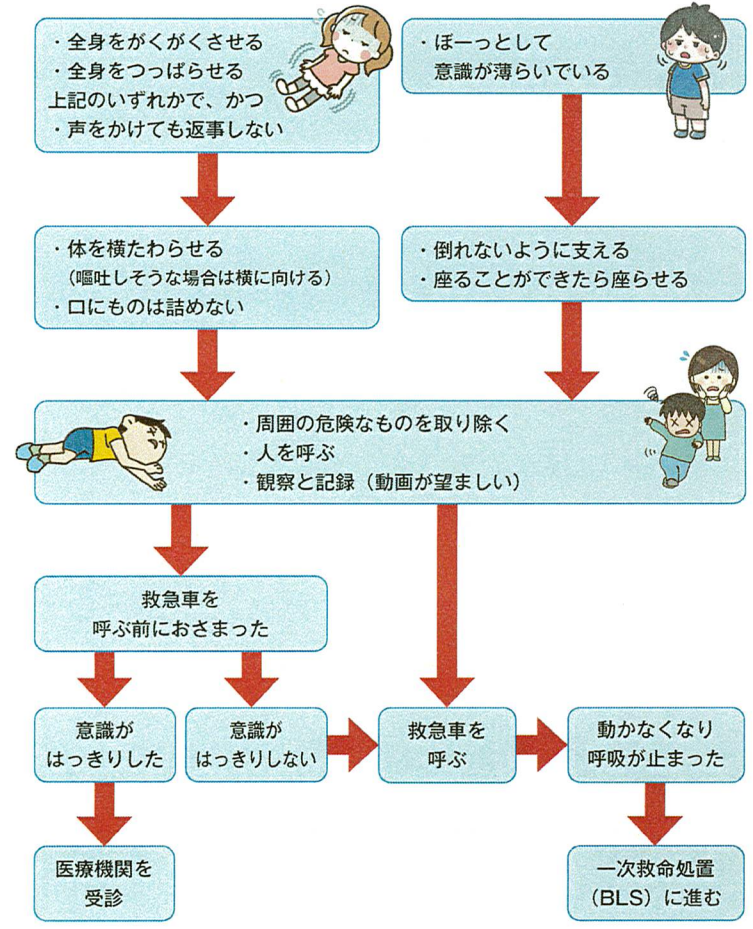 ・全身をがくがくさせる
・全身をつっぱらせる
上記のいずれかで、かつ
・声をかけても返事しない
・ぼーっとして
意識が薄らいでいる
・体を横たわらせる
（嘔吐しそうな場合は横に向ける）
・口にものは詰めない
・倒れないように支える
・座ることができたら座らせる
・周囲の危険なものを取り除く
・人を呼ぶ
・観察と記録（動画が望ましい）
救急車を
呼ぶ前におさまった
意識が
はっきりした
意識が
はっきりしない
救急車を
呼ぶ
動かなくなり
呼吸が止まった
医療機関を
受診
一次救命処置
（BLS）に進む